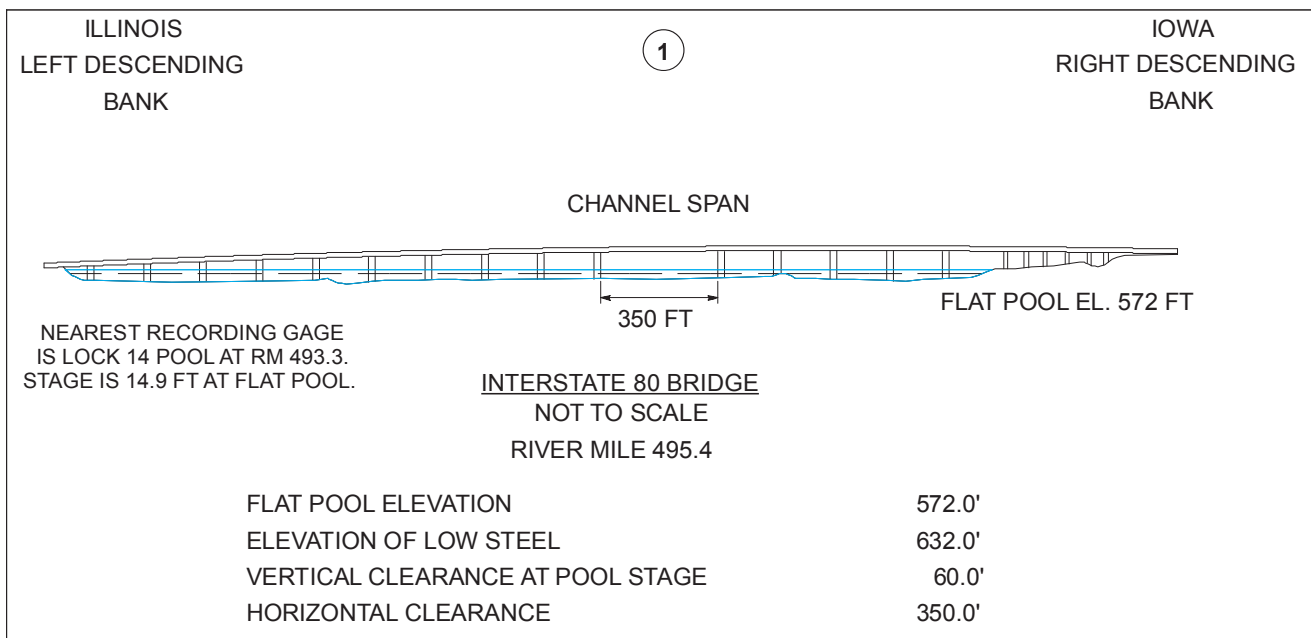 ILLINOIS
LEFT DESCENDING
BANK
1
IOWA
RIGHT DESCENDING
BANK
CHANNEL SPAN
350 FT
FLAT POOL EL. 572 FT
NEAREST RECORDING GAGE
IS LOCK 14 POOL AT RM 493.3.
STAGE IS 14.9 FT AT FLAT POOL.
INTERSTATE 80 BRIDGE
NOT TO SCALE
RIVER MILE 495.4
FLAT POOL ELEVATION 572.0'
ELEVATION OF LOW STEEL 632.0'
VERTICAL CLEARANCE AT POOL STAGE 60.0'
HORIZONTAL CLEARANCE 350.0'